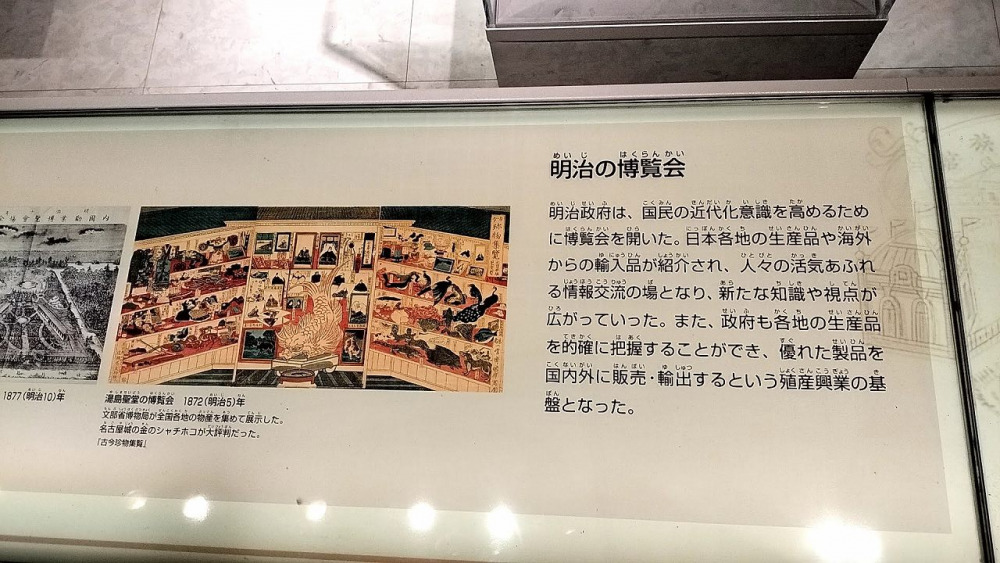 明治の博覧会
明治政府は、国民の近代化意識を高めるため
に博覧会を開いた。日本各地の生産品や海外
からの輸入品が紹介され、人々の活気あふれ
る情報交流の場となり、新たな知識や視点が
広がっていった。また、政府も各地の生産品
を的確に把握することができ、優れた製品を
国内外に販売・輸出するという殖産興業の基
盤となった。
1877(明治10)年
湯島聖堂の博覧会 1872(明治5)年
文部省博物局が全国各地の物産を集めて展示した。
名古屋城の金のシャチホコが大評判だった。
『古今珍物集覧』